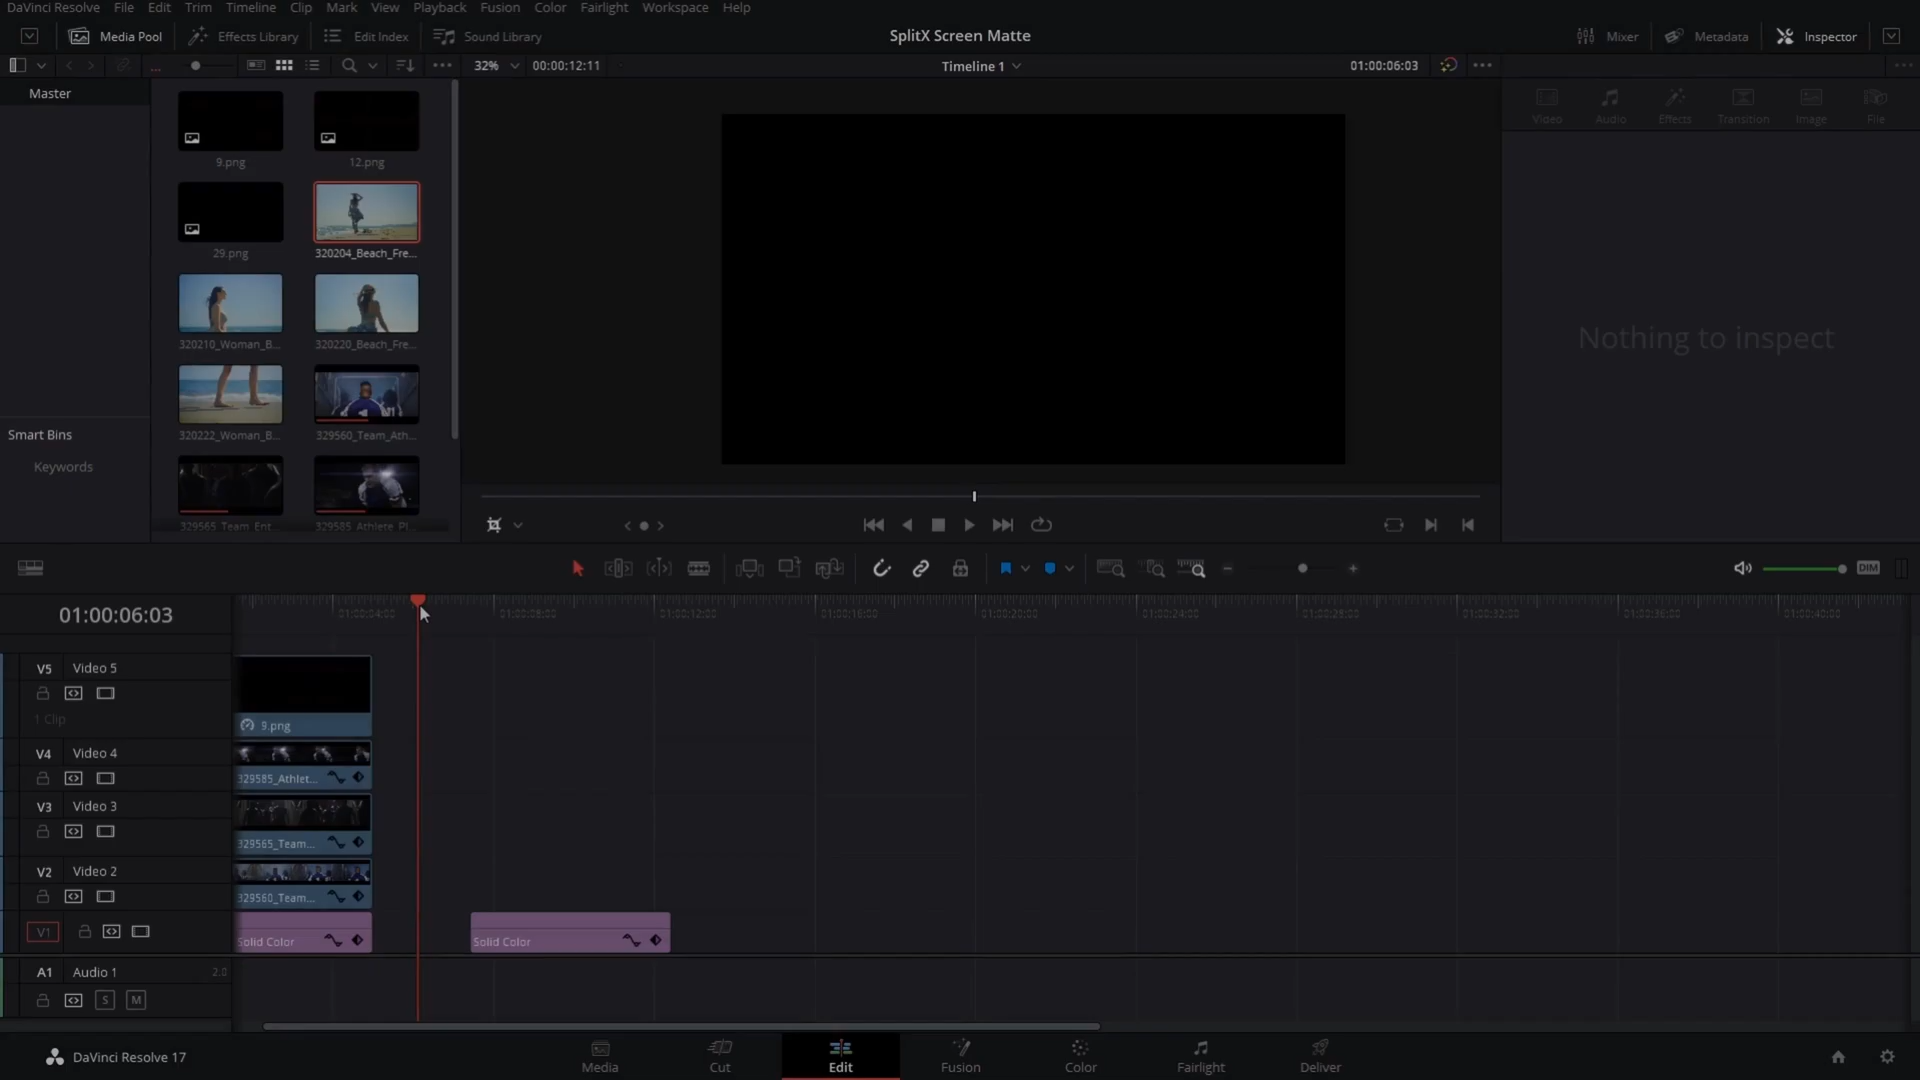 DaVinci Resolve File Edit Trim Timeline Clip Mark View Playback Fusion Color Fairlight Workspace Help
Media Pool Effects Library Edit Index Sound Library SplitX Screen Matte Mixer Metadata Inspector
32% 00:00:12:11 Timeline 1 01:00:06:03
Master
Video Audio Effects Transition Image File
9.png 12.png
29.png 320204_Beach_Fre...
320210_Woman_B... 320220_Beach_Fre...
320222_Woman_B... 329560_Team_Ath...
329565_Team_Ent... 329585_Athlete_Pl...
Nothing to inspect
Smart Bins
Keywords
DIM
01:00:06:03
01:00:04:00 01:00:08:00 01:00:12:00 01:00:16:00 01:00:20:00 01:00:24:00 01:00:28:00 01:00:32:00 01:00:36:00 01:00:40:00
V5 Video 5
1 Clip
9.png
V4 Video 4
329585_Athlet...
V3 Video 3
329565_Team...
V2 Video 2
329560_Team...
V1
Solid Color Solid Color
A1 Audio 1 2.0
S M
DaVinci Resolve 17 Media Cut Edit Fusion Color Fairlight Deliver